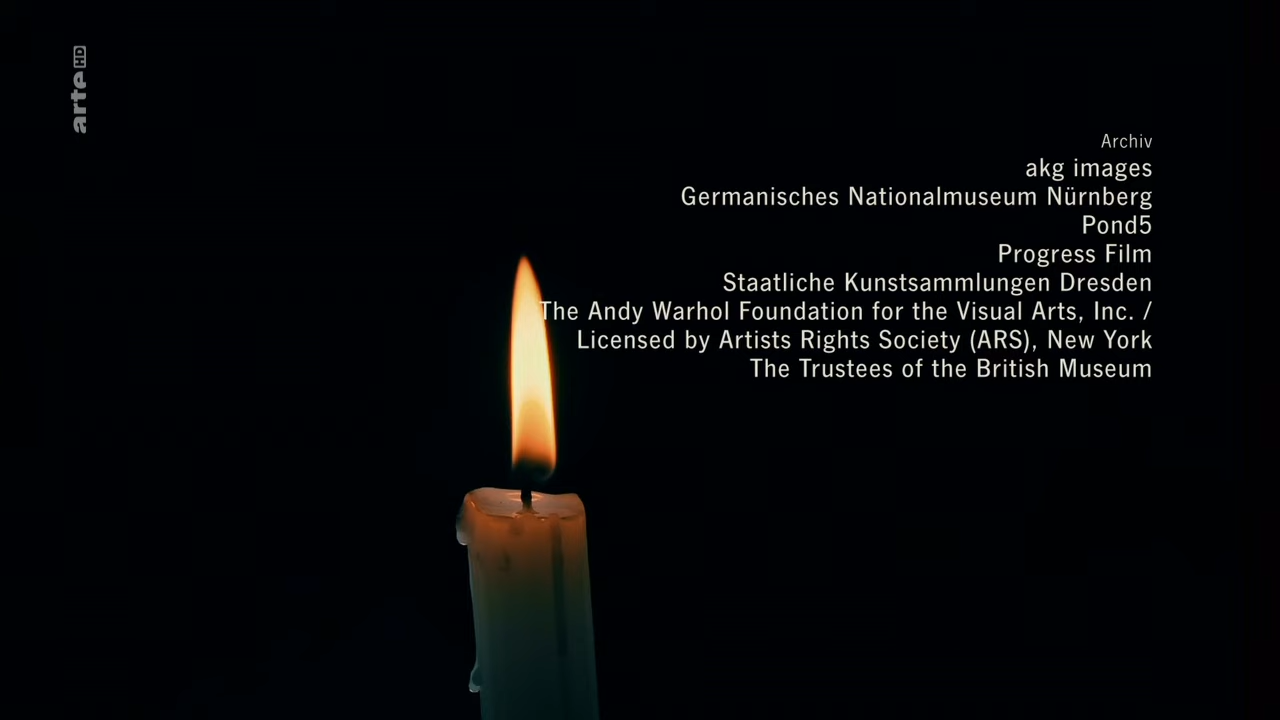 arte HD
Archiv
akg images
Germanisches Nationalmuseum Nürnberg
Pond5
Progress Film
Staatliche Kunstsammlungen Dresden
The Andy Warhol Foundation for the Visual Arts, Inc. /
Licensed by Artists Rights Society (ARS), New York
The Trustees of the British Museum